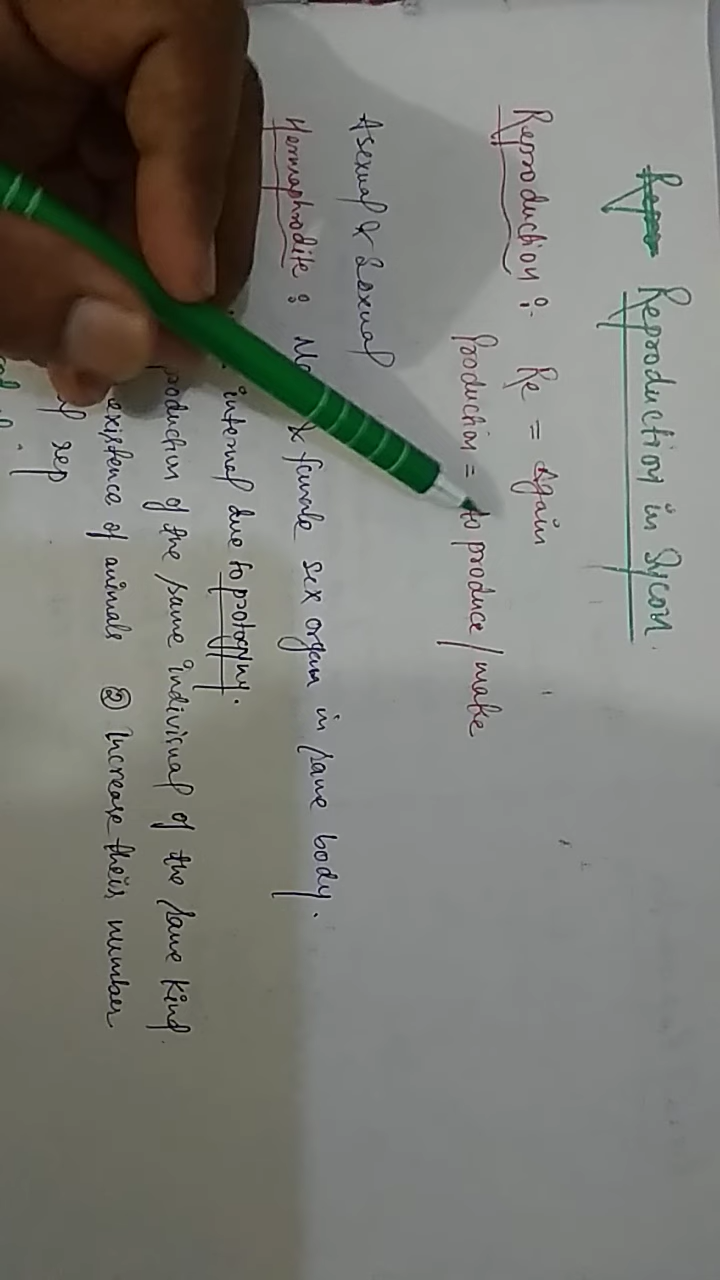 Reproduction in Sycon.
Reproduction : Re = Again
Production = to produce / make
Asexual & Sexual
Hermaphrodite : & female sex organ in same body.
internal due to protogyny.
production of the same indivisual of the same kind.
existence of animals ② Increase their number
rep